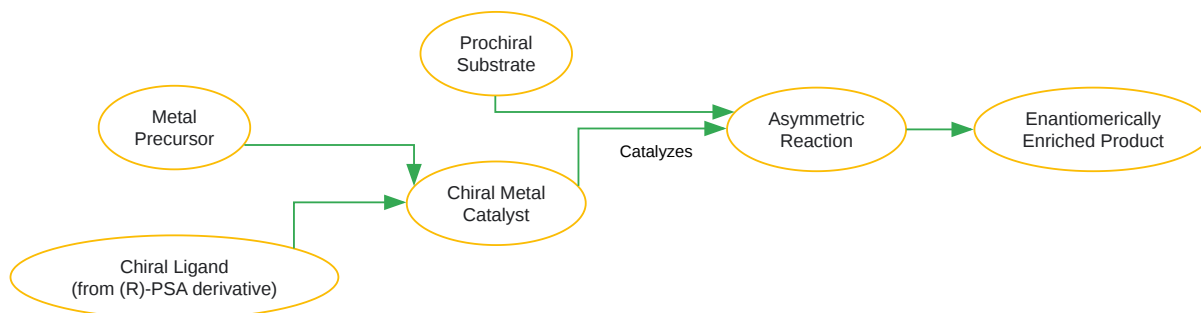 Prochiral
Substrate
Metal
Precursor
Asymmetric
Reaction
Enantiomerically
Enriched Product
Catalyzes
Chiral Metal
Catalyst
Chiral Ligand
(from (R)-PSA derivative)